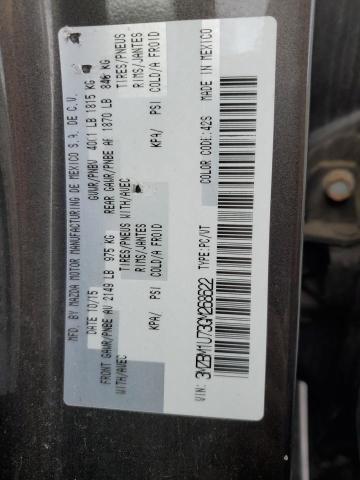 MFD. BY MAZDA MOTOR MANUFACTURING DE MEXICO S.A. DE C.V.
DATE 10/15 GVWR/PNBV 4011 LB 1815 KG
FRONT GAWR/PNBE AV 2149 LB 975 KG REAR GAWR/PNBE AF 1870 LB 848 KG
WITH/AVEC TIRES/PNEUS WITH/AVEC TIRES/PNEUS
RIMS/JANTES RIMS/JANTES
KPA/ PSI COLD/A FROID KPA/ PSI COLD/A FROID
VIN: 3MZBM1U73GM268622 TYPE:PC/VT COLOR CODE:42S MADE IN MEXICO